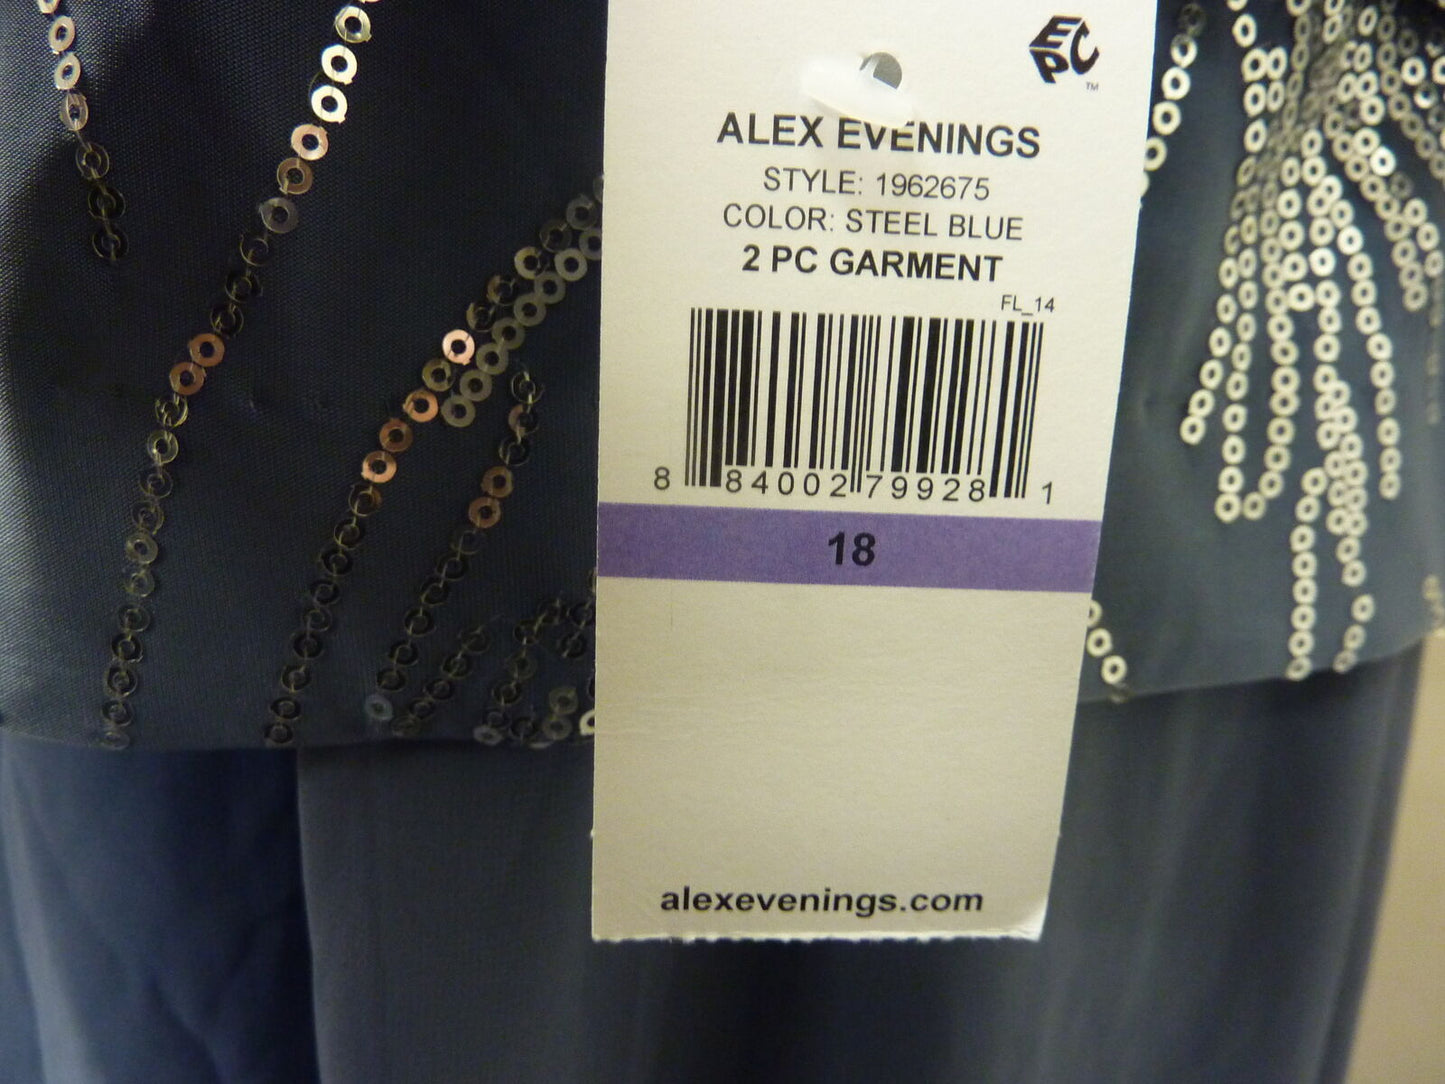 EPC
TM
ALEX EVENINGS
STYLE: 1962675
COLOR: STEEL BLUE
2 PC GARMENT
FL_14
8 84002 79928 1
18
alexevenings.com